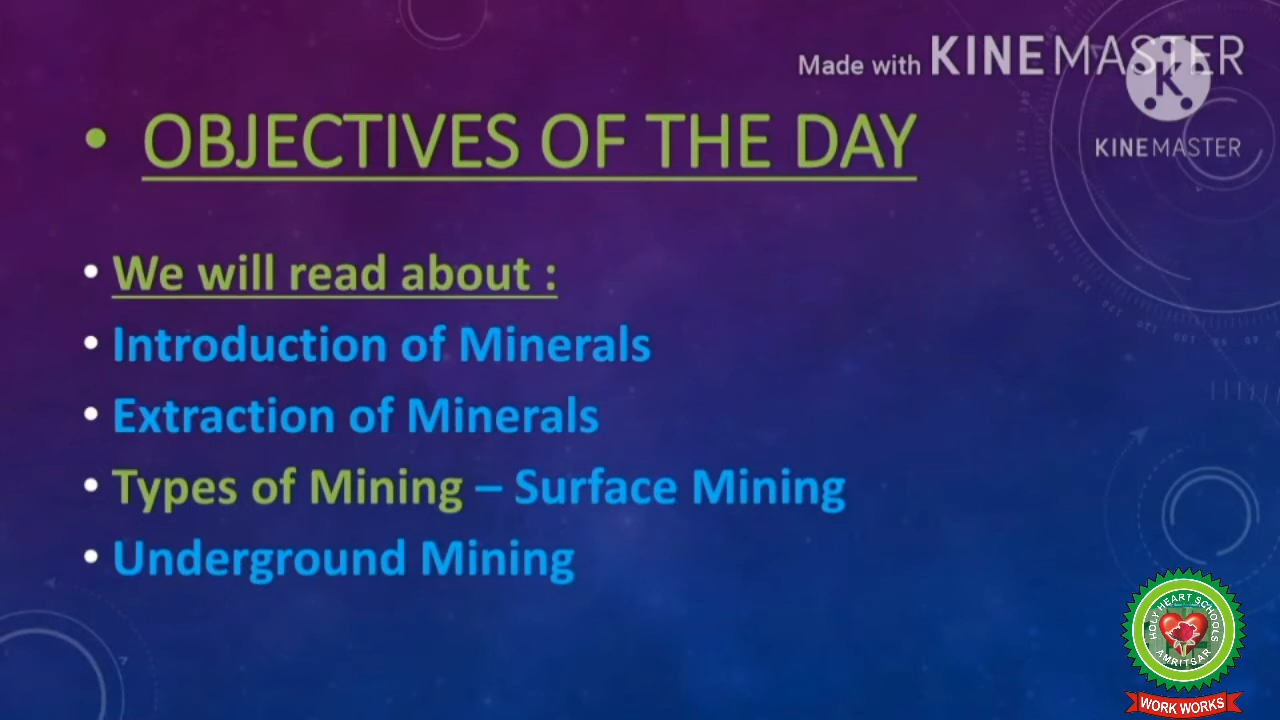 Made with KINEMASTER
KINEMASTER
• OBJECTIVES OF THE DAY
• We will read about :
• Introduction of Minerals
• Extraction of Minerals
• Types of Mining – Surface Mining
• Underground Mining
HOLY HEART SCHOOLS
AMRITSAR
WORK WORKS